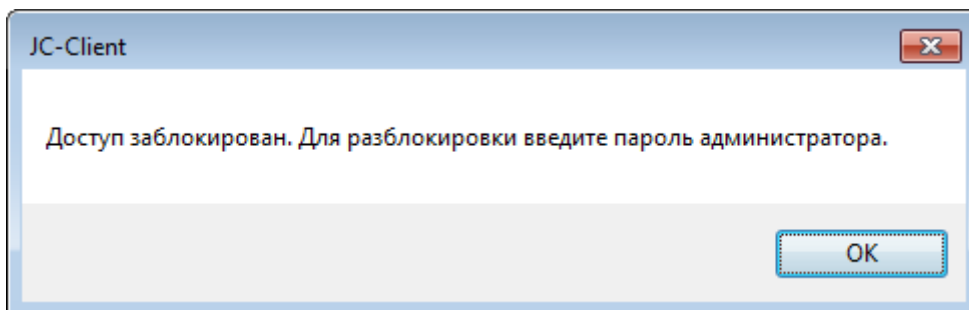 JC-Client
Доступ заблокирован. Для разблокировки введите пароль администратора.
OK